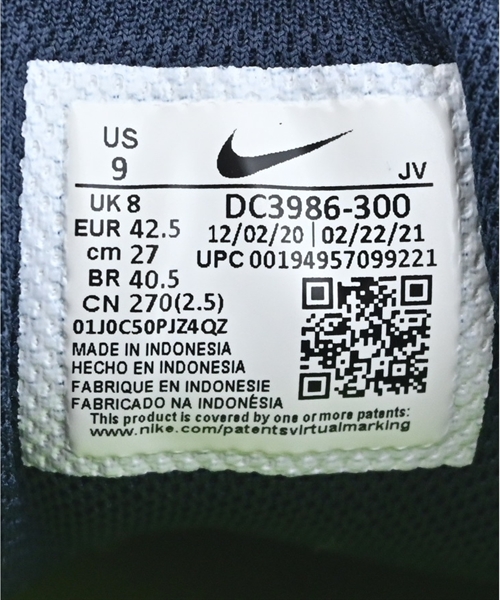 US
9
JV
UK 8
EUR 42.5
cm 27
BR 40.5
CN 270(2.5)
DC3986-300
12/02/20 | 02/22/21
UPC 00194957099221
01J0C50PJZ4QZ
MADE IN INDONESIA
HECHO EN INDONESIA
FABRIQUE EN INDONESIE
FABRICADO NA INDONÉSIA
This product is covered by one or more patents:
www.nike.com/patentsvirtualmarking